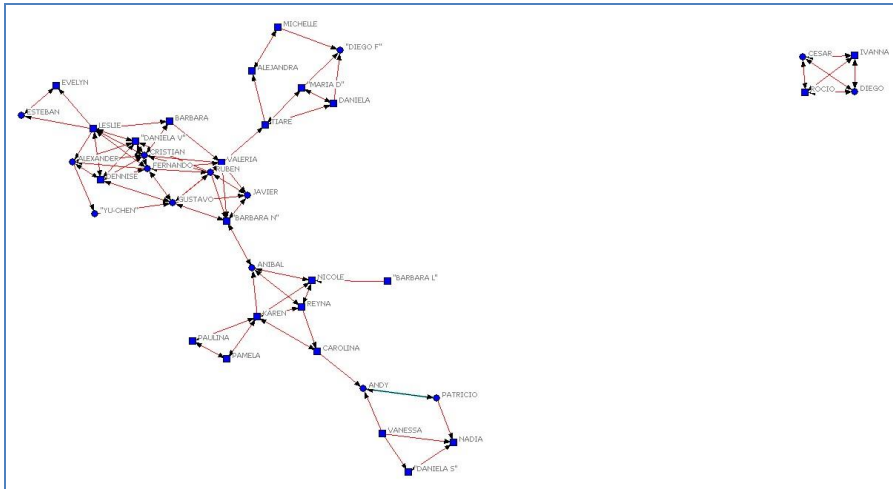 MICHELLE
"DIEGO F"
CESAR
IVANNA
ALEJANDRA
EVELYN
"MARIA D"
ROCIO
DIEGO
DANIELA
ESTEBAN
LESLIE
BARBARA
TIARE
"DANIELA V"
CRISTIAN
ALEXANDER
VALERIA
FERNANDO
RUBEN
DENNISE
JAVIER
GUSTAVO
"YU-CHEN"
"BARBARA N"
ANIBAL
NICOLE
"BARBARA L"
REYNA
KAREN
PAULINA
PAMELA
CAROLINA
ANDY
PATRICIO
VANESSA
NADIA
"DANIELA S"